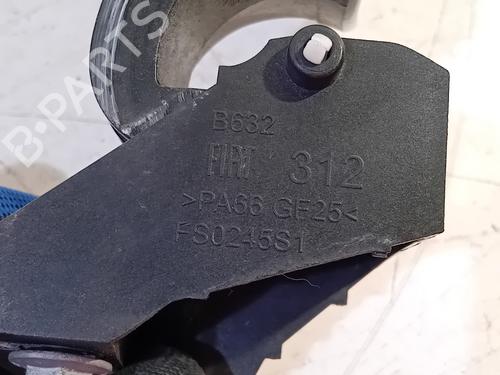 B-PARTS
B632
FIAT 312
>PA66 GF25<
FS0245S1